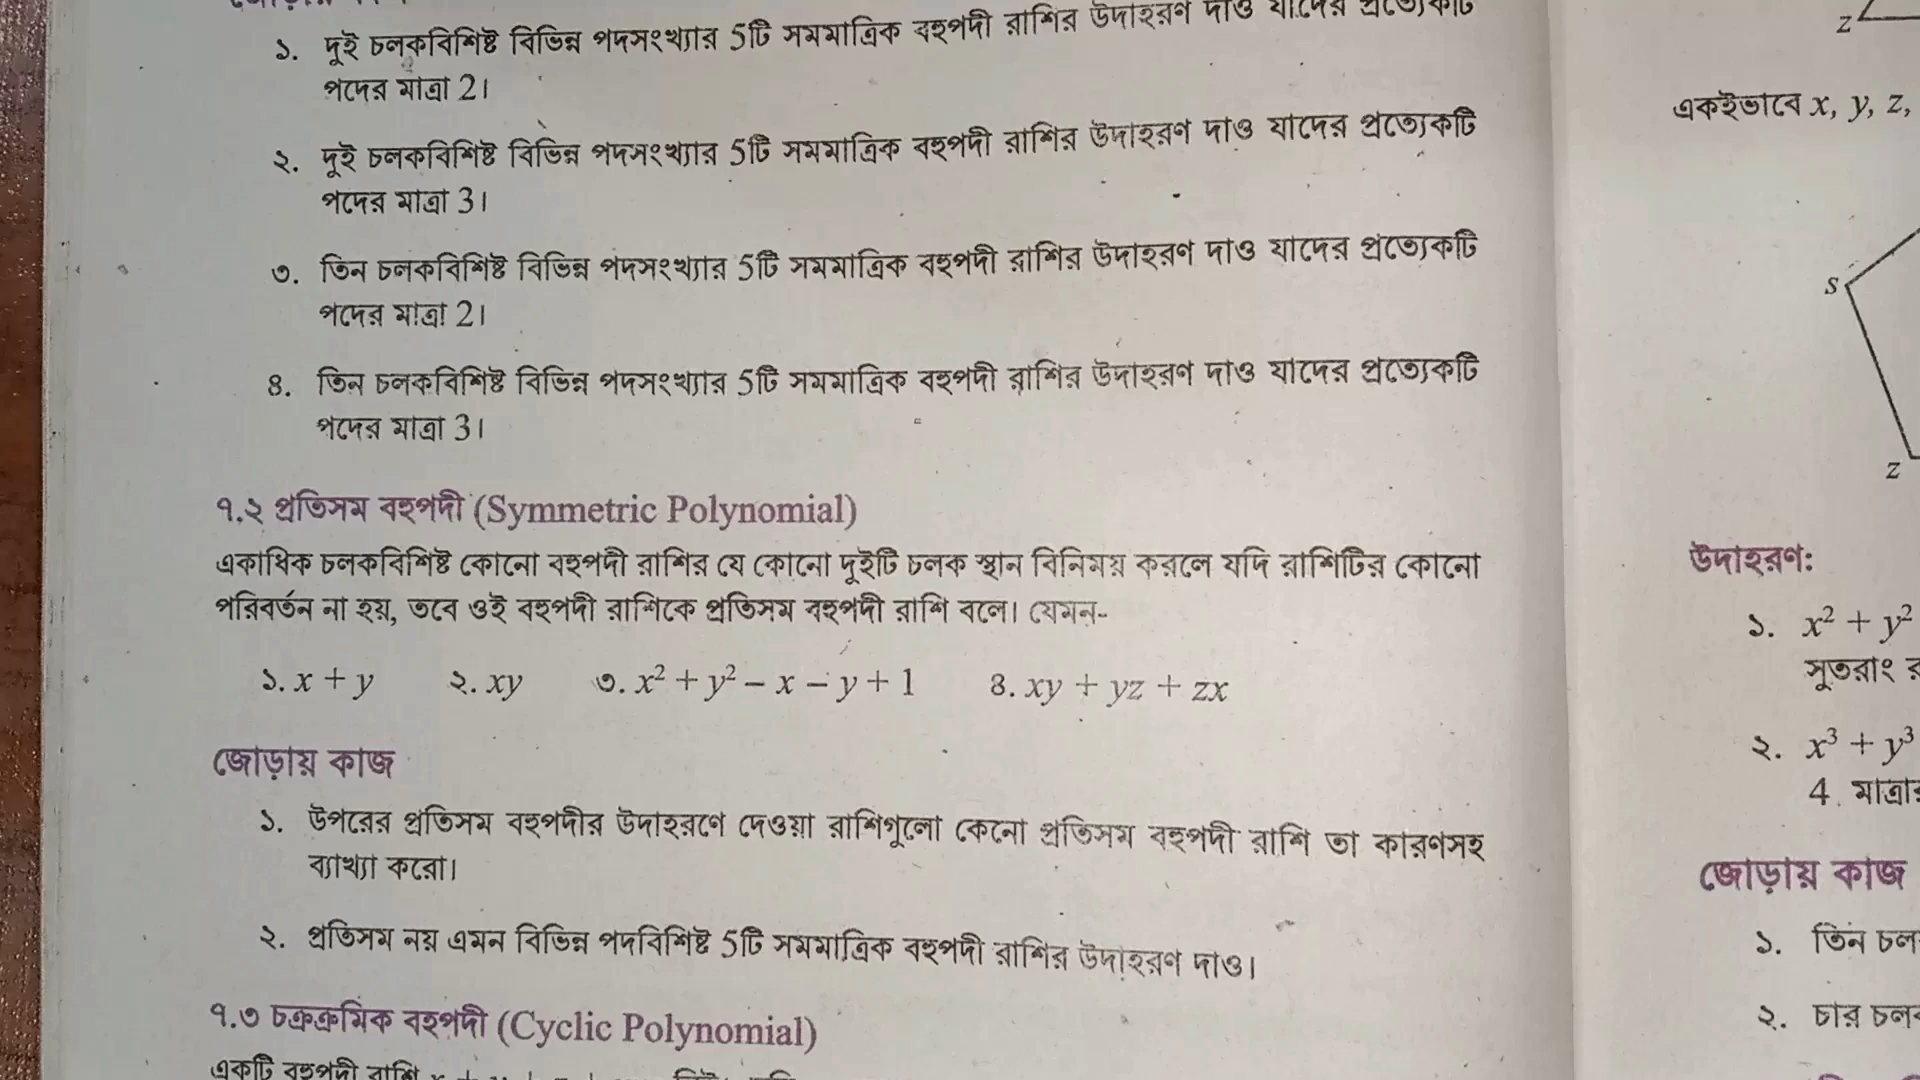 ১. দুই চলকবিশিষ্ট বিভিন্ন পদসংখ্যার 5টি সমমাত্রিক বহুপদী রাশির উদাহরণ দাও যাদের প্রত্যেকটি
পদের মাত্রা 2।
২. দুই চলকবিশিষ্ট বিভিন্ন পদসংখ্যার 5টি সমমাত্রিক বহুপদী রাশির উদাহরণ দাও যাদের প্রত্যেকটি
পদের মাত্রা 3।
৩. তিন চলকবিশিষ্ট বিভিন্ন পদসংখ্যার 5টি সমমাত্রিক বহুপদী রাশির উদাহরণ দাও যাদের প্রত্যেকটি
পদের মাত্রা 2।
৪. তিন চলকবিশিষ্ট বিভিন্ন পদসংখ্যার 5টি সমমাত্রিক বহুপদী রাশির উদাহরণ দাও যাদের প্রত্যেকটি
পদের মাত্রা 3।
৭.২ প্রতিসম বহুপদী (Symmetric Polynomial)
একাধিক চলকবিশিষ্ট কোনো বহুপদী রাশির যে কোনো দুইটি চলক স্থান বিনিময় করলে যদি রাশিটির কোনো
পরিবর্তন না হয়, তবে ওই বহুপদী রাশিকে প্রতিসম বহুপদী রাশি বলে। যেমন-
১. x + y ২. xy ৩. x² + y² – x – y + 1 ৪. xy + yz + zx
জোড়ায় কাজ
১. উপরের প্রতিসম বহুপদীর উদাহরণে দেওয়া রাশিগুলো কেনো প্রতিসম বহুপদী রাশি তা কারণসহ
ব্যাখ্যা করো।
২. প্রতিসম নয় এমন বিভিন্ন পদবিশিষ্ট 5টি সমমাত্রিক বহুপদী রাশির উদাহরণ দাও।
৭.৩ চক্রক্রমিক বহুপদী (Cyclic Polynomial)
একটি বহুপদী রাশি
z
একইভাবে x, y, z,
s
z
উদাহরণ:
১. x² + y²
সুতরাং
২. x³ + y³
4 
জোড়ায় কাজ
১. তিন
২. চার